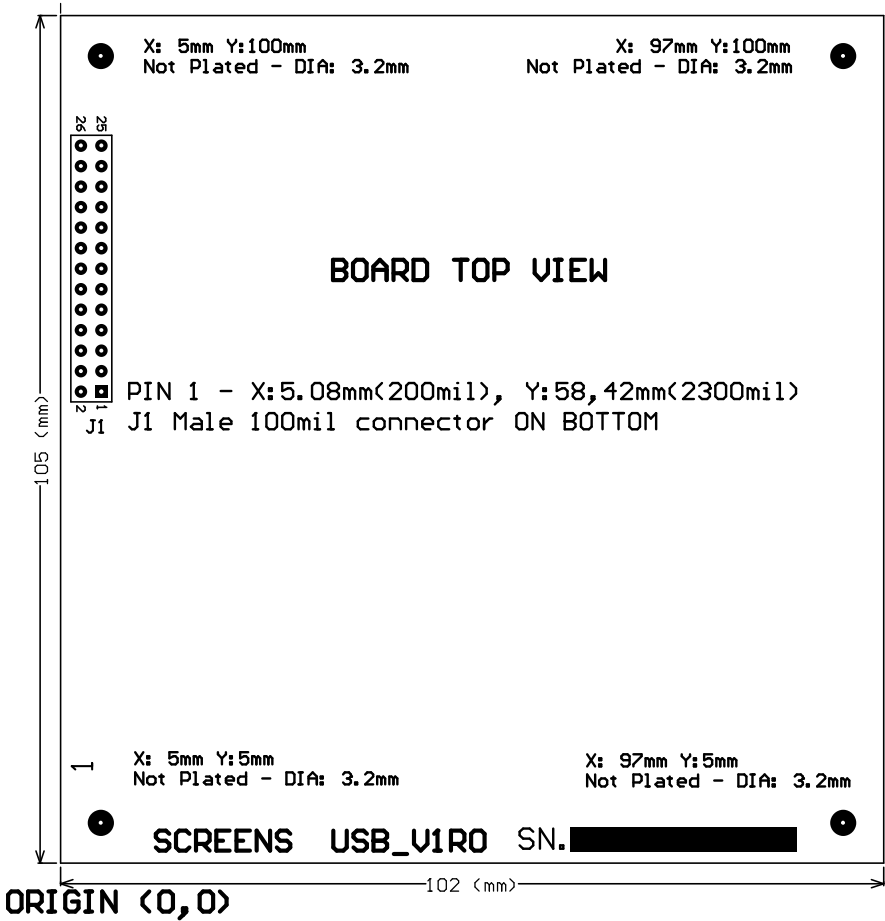 X: 5mm Y:100mm
Not Plated - DIA: 3.2mm
X: 97mm Y:100mm
Not Plated - DIA: 3.2mm
26 25
BOARD TOP VIEW
PIN 1 - X:5.08mm(200mil), Y:58,42mm(2300mil)
2 1
J1
J1 Male 100mil connector ON BOTTOM
105 (mm)
1
X: 5mm Y:5mm
Not Plated - DIA: 3.2mm
X: 97mm Y:5mm
Not Plated - DIA: 3.2mm
SCREENS USB_V1R0 SN.
102 (mm)
ORIGIN (0,0)